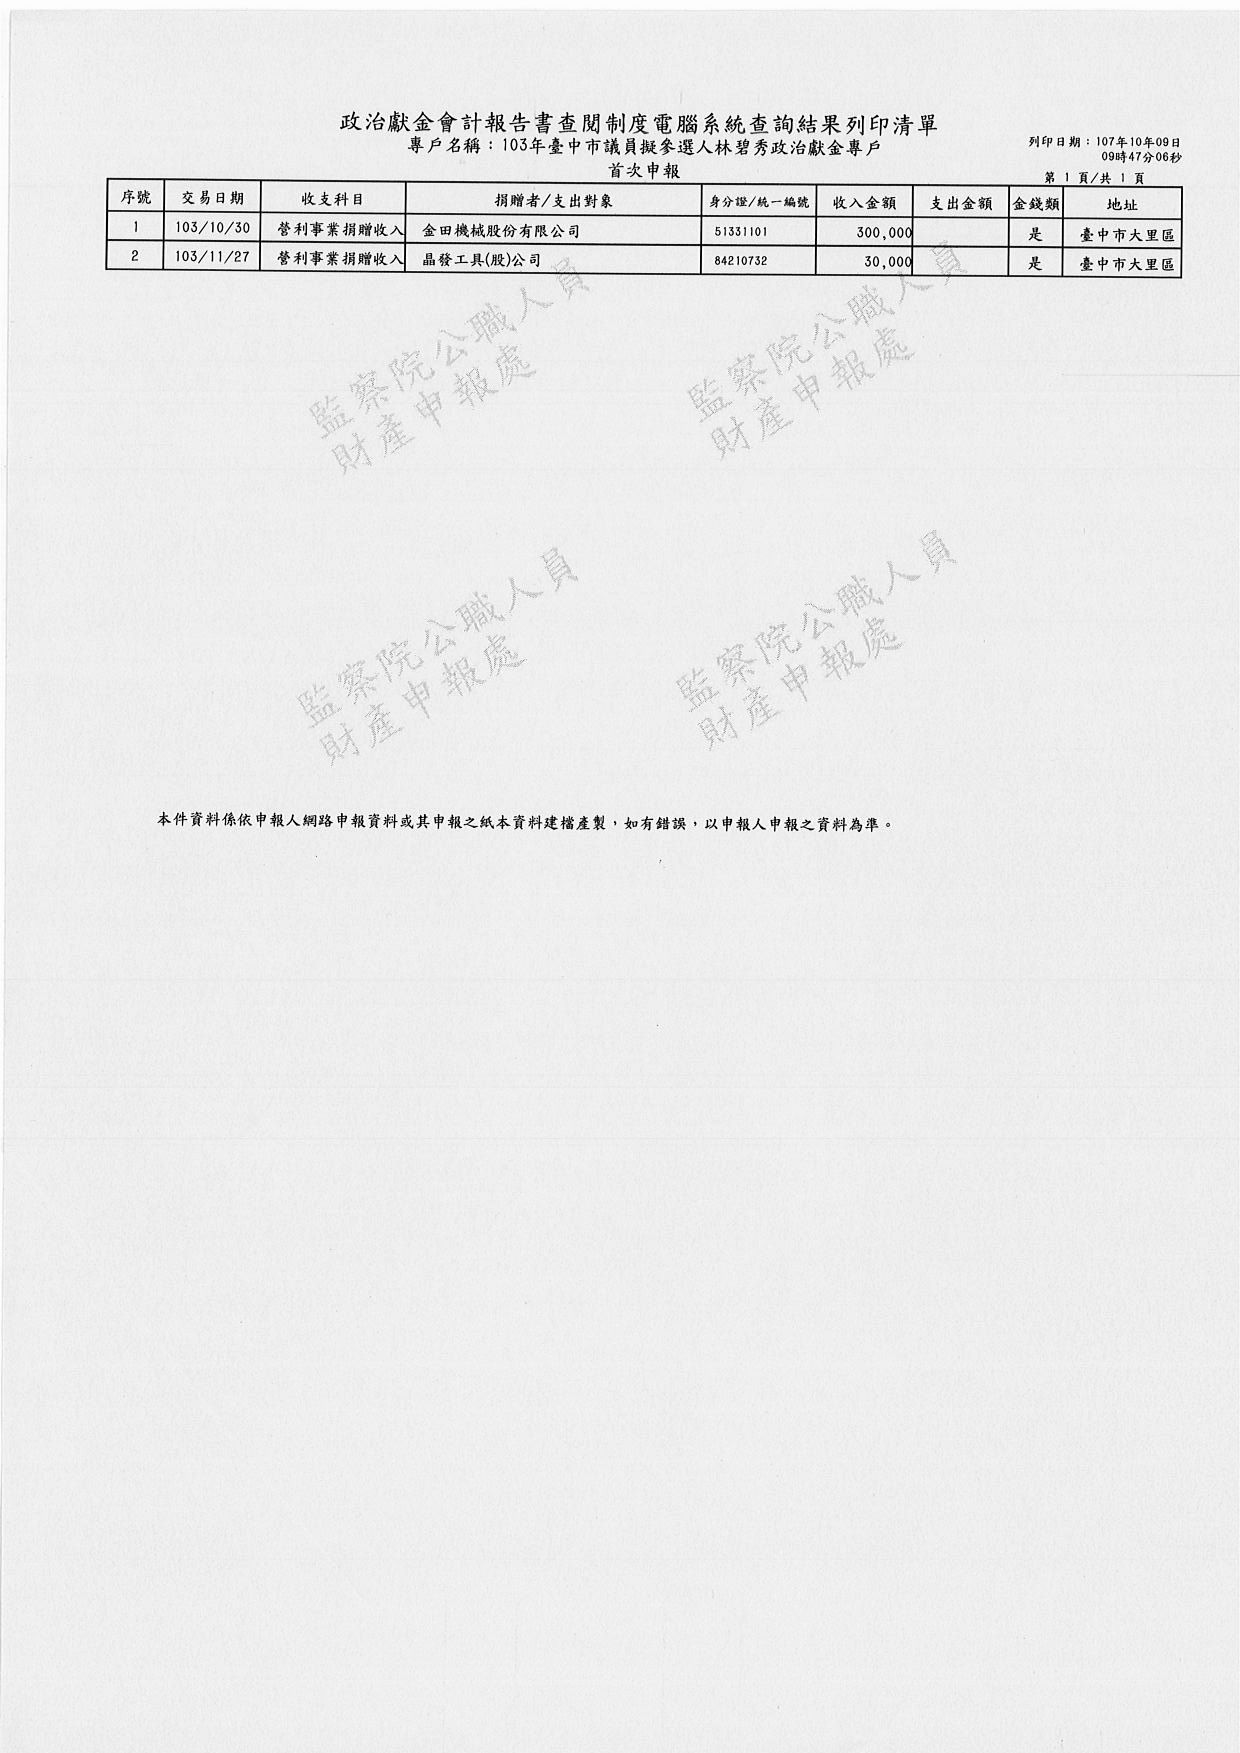 政治獻金會計報告書查閱制度電腦系統查詢結果列印清單
專戶名稱：103年臺中市議員擬參選人林碧秀政治獻金專戶
首次申報
列印日期：107年10年09日
09時47分06秒
第 1 頁/共 1 頁
序號 交易日期 收支科目 捐贈者/支出對象 身分證/統一編號 收入金額 支出金額 金錢類 地址
1 103/10/30 營利事業捐贈收入 金田機械股份有限公司 51331101 300,000 是 臺中市大里區
2 103/11/27 營利事業捐贈收入 晶發工具(股)公司 84210732 30,000 是 臺中市大里區
監察院公職人員
財產申報處
監察院公職人員
財產申報處
監察院公職人員
財產申報處
監察院公職人員
財產申報處
本件資料係依申報人網路申報資料或其申報之紙本資料建檔產製，如有錯誤，以申報人申報之資料為準。